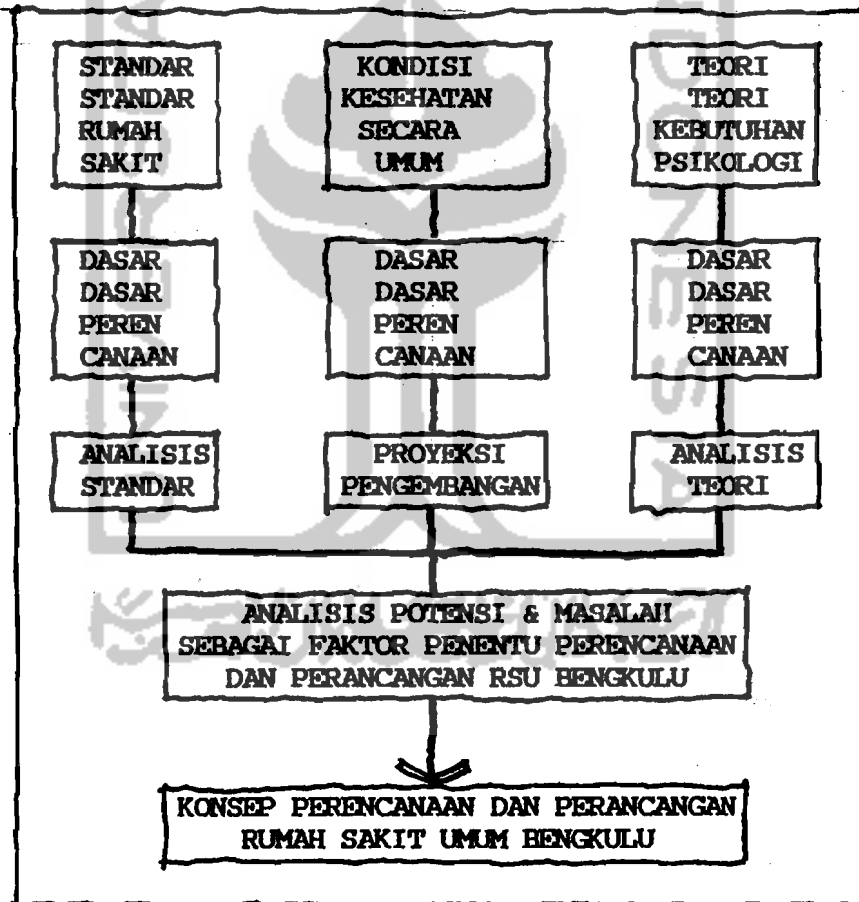 STANDAR
STANDAR
RUMAH
SAKIT
KONDISI
KESEHATAN
SECARA
UMUM
TEORI
TEORI
KEBUTUHAN
PSIKOLOGI
DASAR
DASAR
PEREN
CANAAN
DASAR
DASAR
PEREN
CANAAN
DASAR
DASAR
PEREN
CANAAN
ANALISIS
STANDAR
PROYEKSI
PENGEMBANGAN
ANALISIS
TEORI
ANALISIS POTENSI & MASALAH
SEBAGAI FAKTOR PENENTU PERENCANAAN
DAN PERANCANGAN RSU BENGKULU
KONSEP PERENCANAAN DAN PERANCANGAN
RUMAH SAKIT UMUM BENGKULU